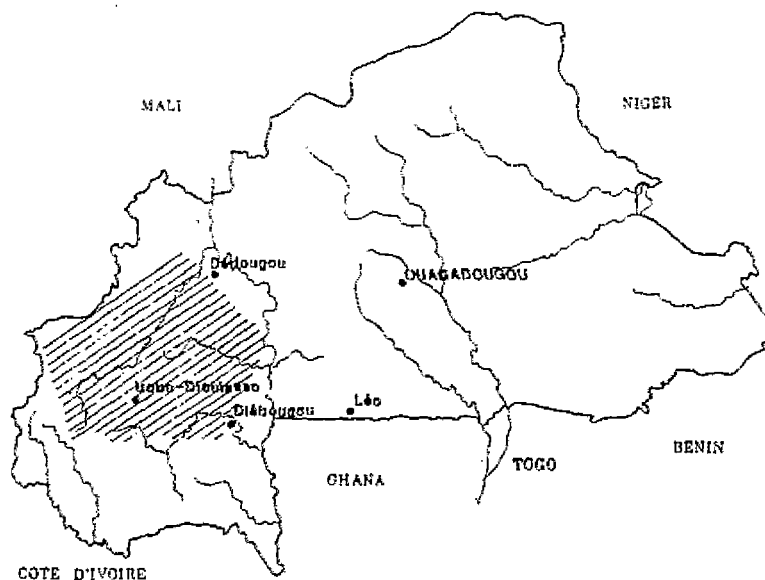 MALI
NIGER
Dédougou
OUAGADOUGOU
Léo
Diébougou
GHANA
TOGO
BENIN
COTE D'IVOIRE